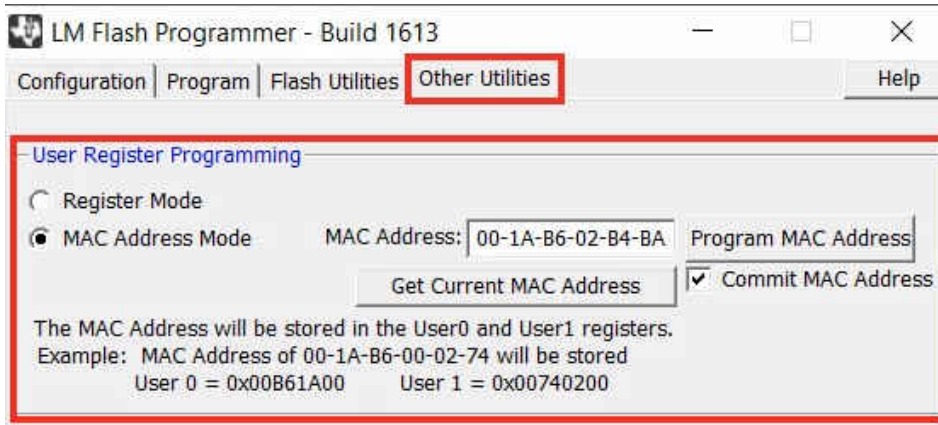 LM Flash Programmer - Build 1613
Configuration Program Flash Utilities Other Utilities Help
User Register Programming
Register Mode
MAC Address Mode MAC Address: 00-1A-B6-02-B4-BA Program MAC Address
Get Current MAC Address Commit MAC Address
The MAC Address will be stored in the User0 and User1 registers.
Example: MAC Address of 00-1A-B6-00-02-74 will be stored
User 0 = 0x00B61A00 User 1 = 0x00740200